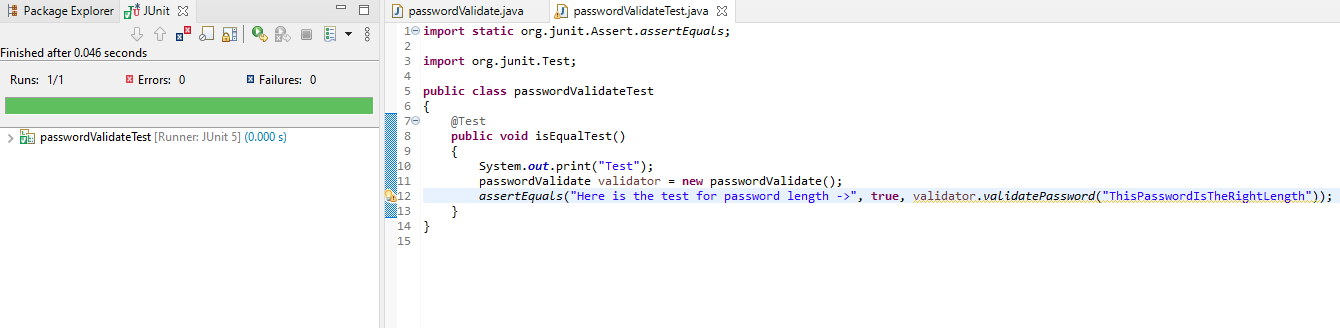 Package Explorer JUnit
Finished after 0.046 seconds
Runs: 1/1 Errors: 0 Failures: 0
passwordValidateTest [Runner: JUnit 5] (0.000 s)
passwordValidate.java passwordValidateTest.java
1 import static org.junit.Assert.assertEquals;
2
3 import org.junit.Test;
4
5 public class passwordValidateTest
6 {
7 @Test
8 public void isEqualTest()
9 {
10 System.out.print("Test");
11 passwordValidate validator = new passwordValidate();
12 assertEquals("Here is the test for password length ->", true, validator.validatePassword("ThisPasswordIsTheRightLength"));
13 }
14 }
15